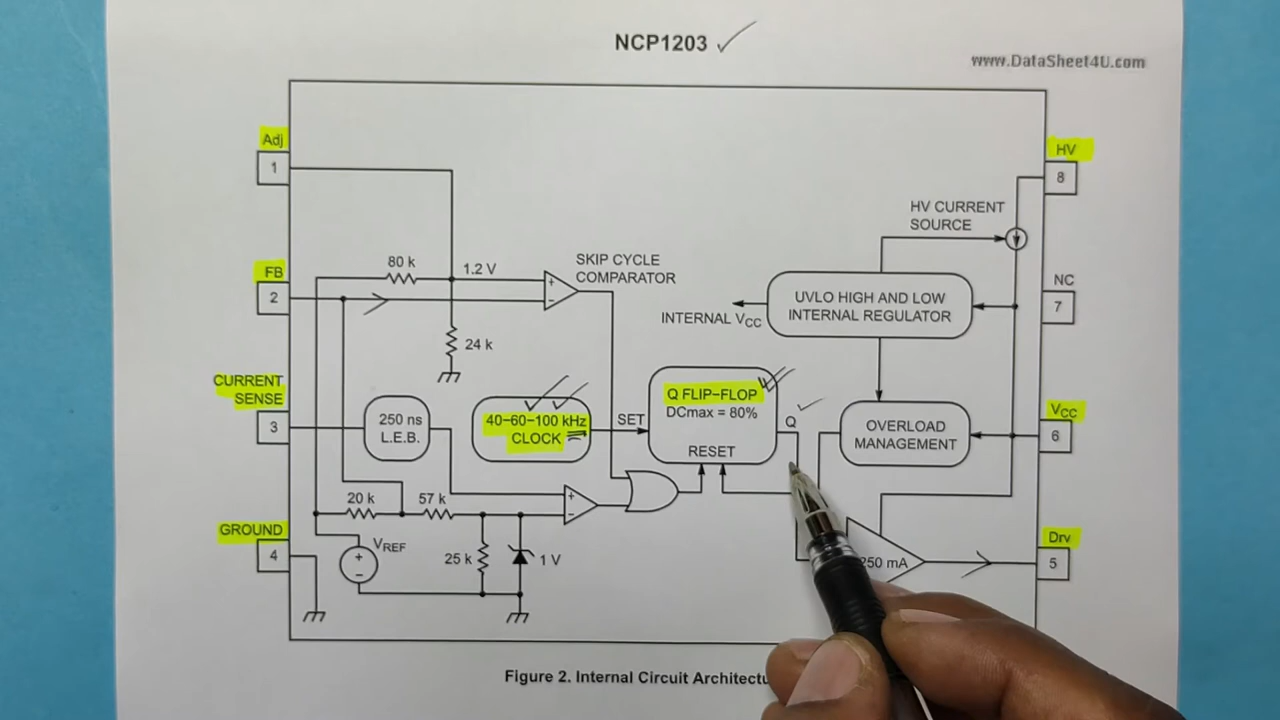 NCP1203
www.DataSheet4U.com
Adj
1
HV
8
HV CURRENT
SOURCE
FB
2
80 k
1.2 V
SKIP CYCLE
COMPARATOR
UVLO HIGH AND LOW
INTERNAL REGULATOR
INTERNAL VCC
NC
7
24 k
CURRENT
SENSE
3
250 ns
L.E.B.
40-60-100 kHz
CLOCK
SET
Q FLIP-FLOP
DCmax = 80%
RESET
Q
OVERLOAD
MANAGEMENT
VCC
6
20 k
57 k
GROUND
4
VREF
+
−
25 k
1 V
+
−
+
−
250 mA
Drv
5
Figure 2. Internal Circuit